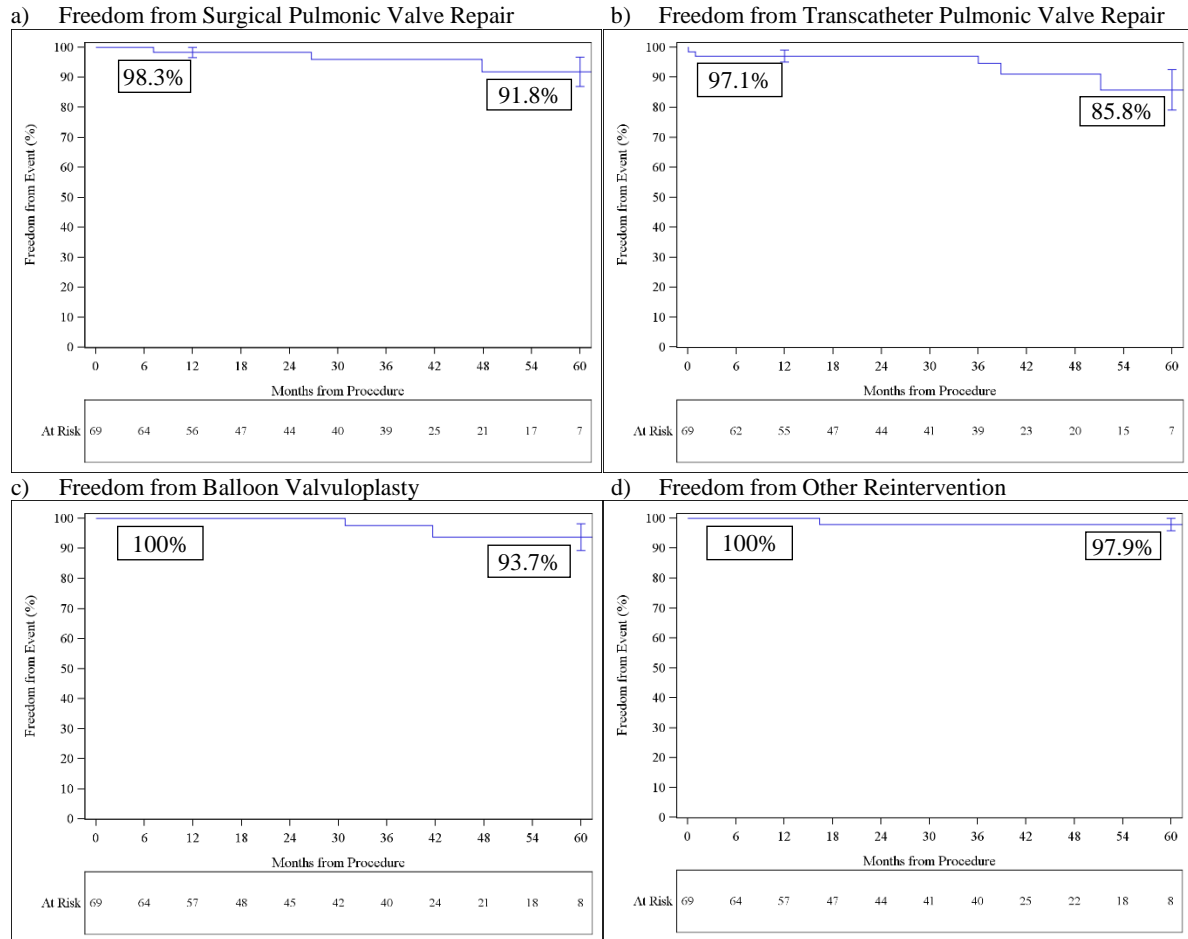 a) Freedom from Surgical Pulmonic Valve Repair
100
90
80
70
60
50
40
30
20
10
0
Freedom from Event (%)
98.3%
91.8%
0 6 12 18 24 30 36 42 48 54 60
Months from Procedure
At Risk 69 64 56 47 44 40 39 25 21 17 7
b) Freedom from Transcatheter Pulmonic Valve Repair
100
90
80
70
60
50
40
30
20
10
0
Freedom from Event (%)
97.1%
85.8%
0 6 12 18 24 30 36 42 48 54 60
Months from Procedure
At Risk 69 62 55 47 44 41 39 23 20 15 7
c) Freedom from Balloon Valvuloplasty
100
90
80
70
60
50
40
30
20
10
0
Freedom from Event (%)
100%
93.7%
0 6 12 18 24 30 36 42 48 54 60
Months from Procedure
At Risk 69 64 57 48 45 42 40 24 21 18 8
d) Freedom from Other Reintervention
100
90
80
70
60
50
40
30
20
10
0
Freedom from Event (%)
100%
97.9%
0 6 12 18 24 30 36 42 48 54 60
Months from Procedure
At Risk 69 64 57 47 44 41 40 25 22 18 8